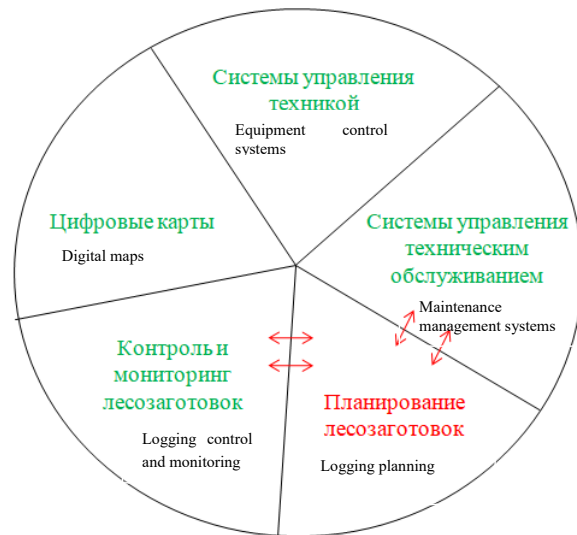 Системы управления
техникой
Equipment control
systems
Цифровые карты
Digital maps
Системы управления
техническим
обслуживанием
Maintenance
management systems
Контроль и
мониторинг
лесозаготовок
Logging control
and monitoring
Планирование
лесозаготовок
Logging planning